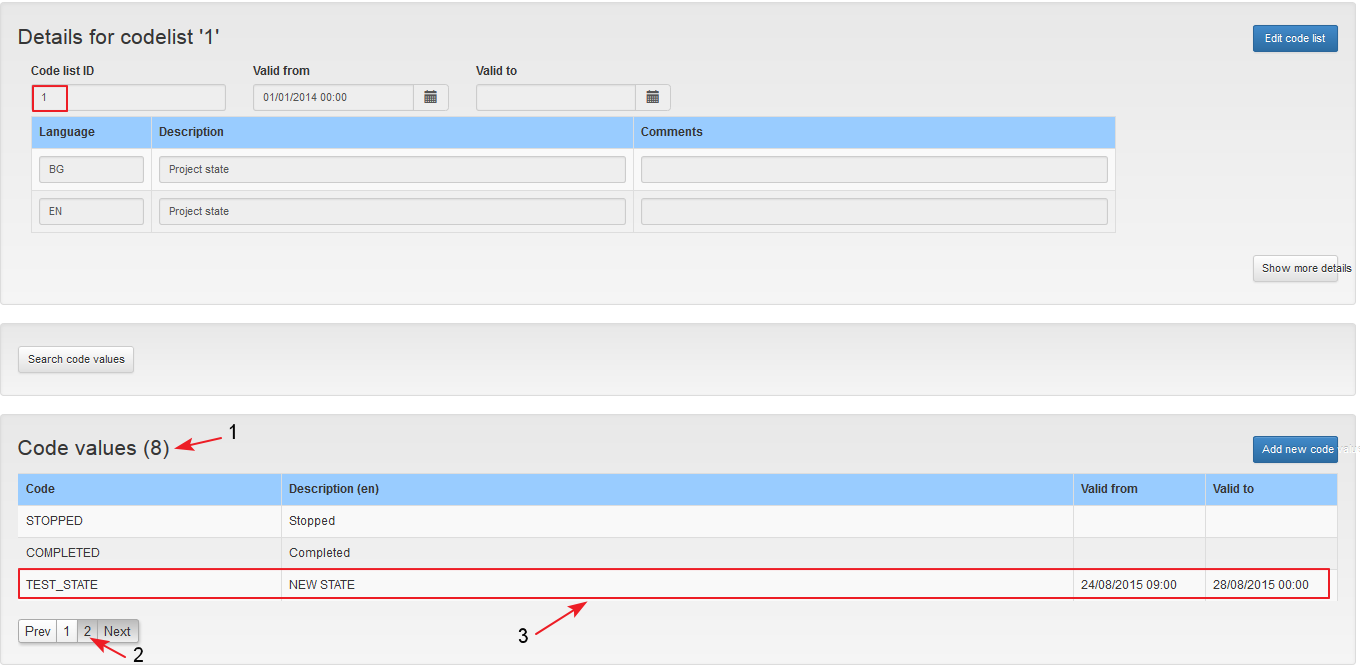 Details for codelist '1'
Edit code list
Code list ID Valid from Valid to
1 01/01/2014 00:00
Language Description Comments
BG Project state
EN Project state
Show more details
Search code values
Code values (8) 1
Add new code value
Code Description (en) Valid from Valid to
STOPPED Stopped
COMPLETED Completed
TEST_STATE NEW STATE 24/08/2015 09:00 28/08/2015 00:00
Prev 1 2 Next
3
2